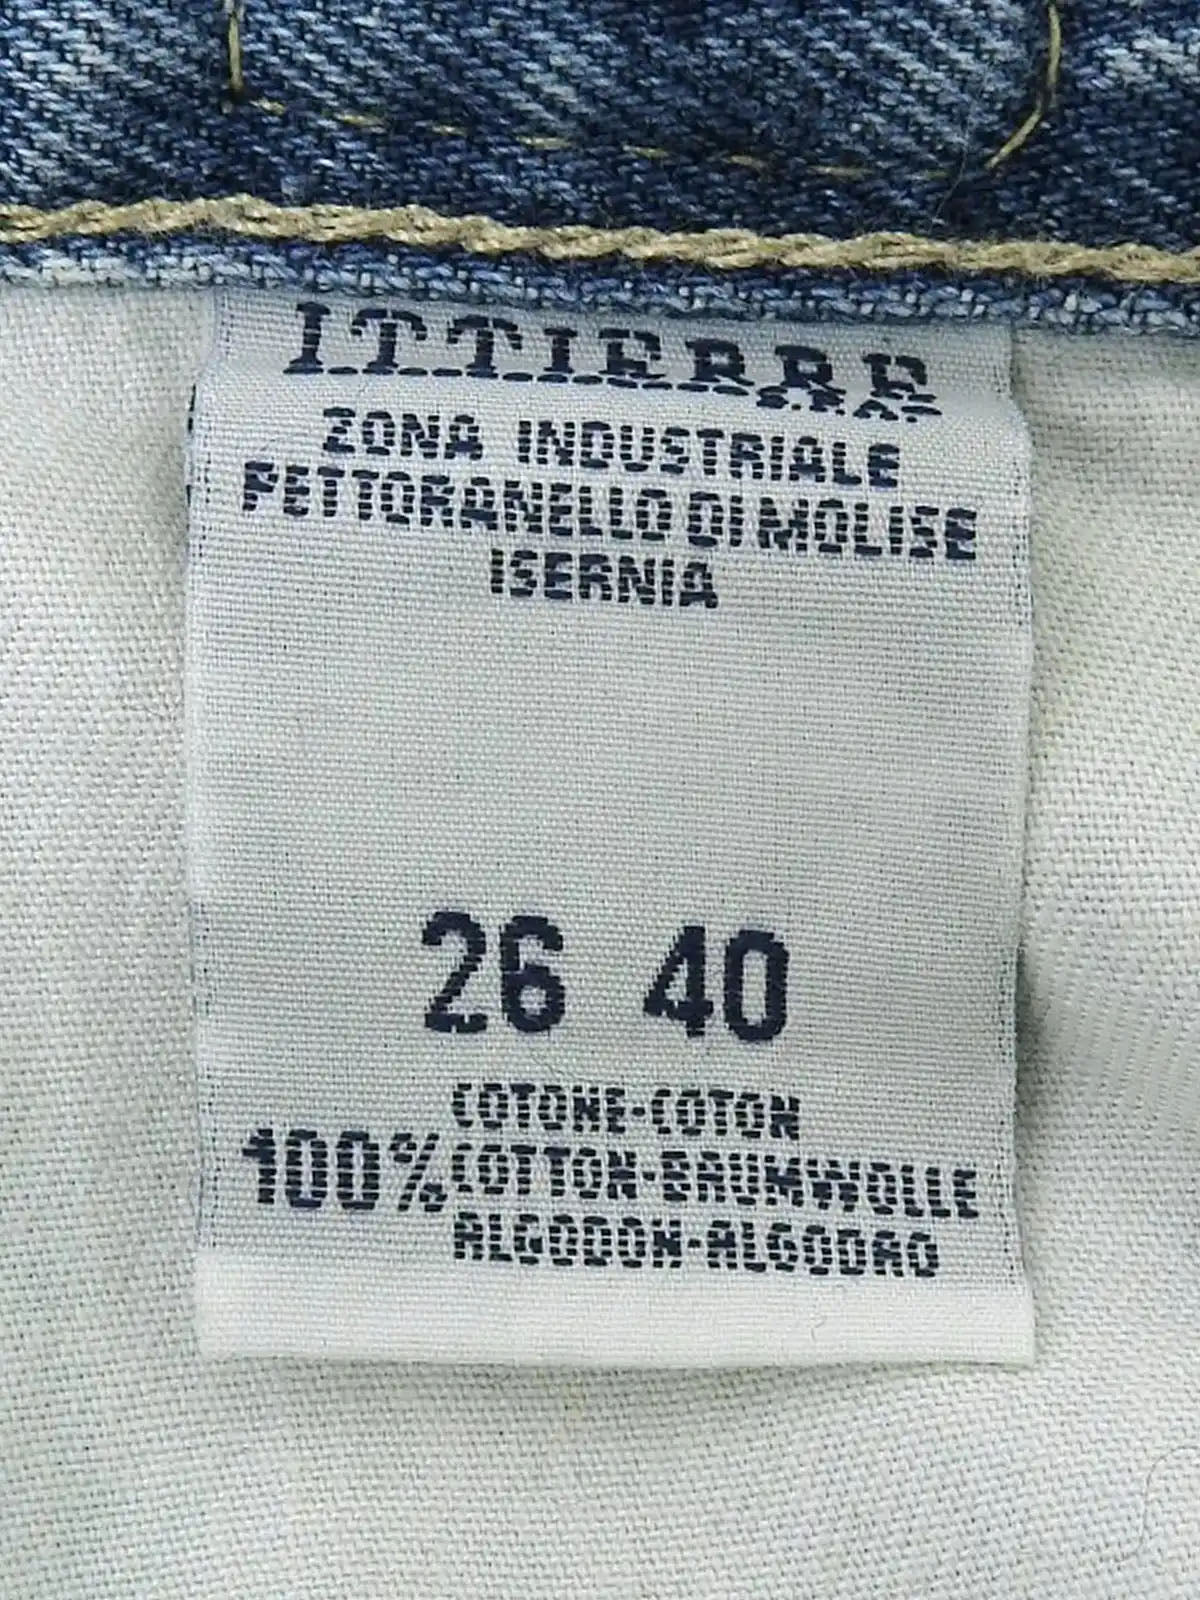 ITTIERRE
S.P.A.
ZONA INDUSTRIALE
PETTORANELLO DI MOLISE
ISERNIA
26 40
COTONE-COTON
100% COTTON-BAUMWOLLE
ALGODON-ALGODAO